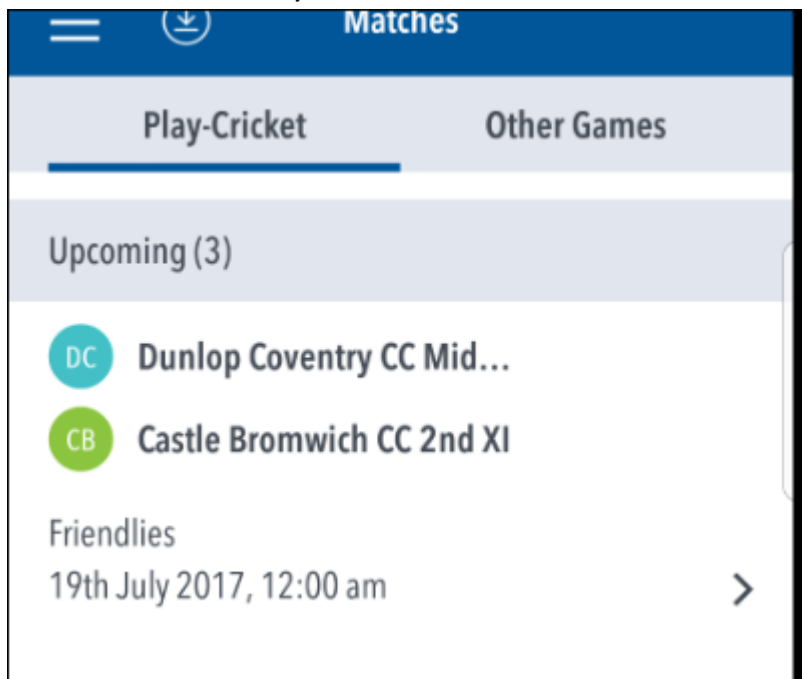 Matches
Play-Cricket Other Games
Upcoming (3)
DC Dunlop Coventry CC Mid...
CB Castle Bromwich CC 2nd XI
Friendlies
19th July 2017, 12:00 am